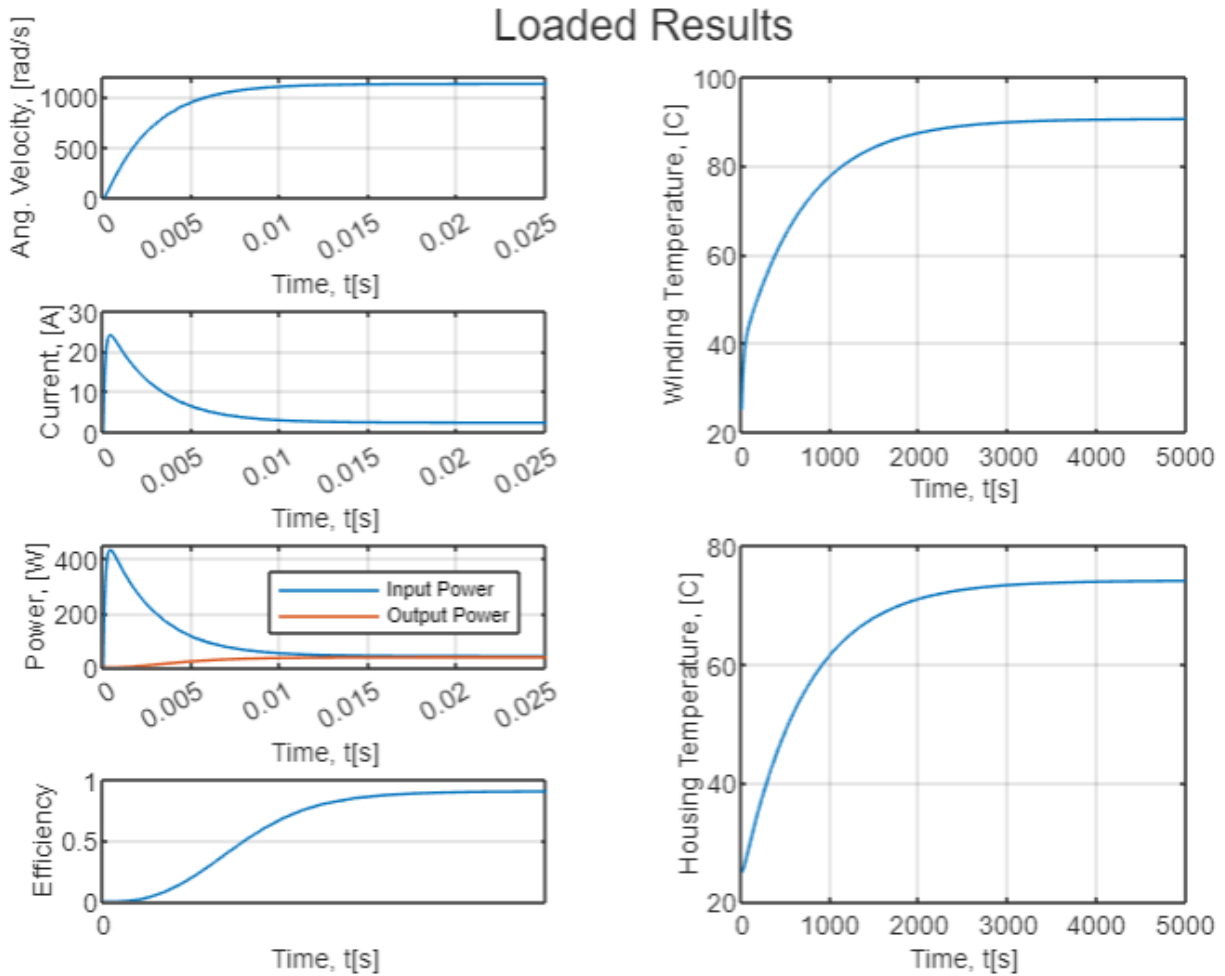 Loaded Results
Ang. Velocity, [rad/s]
1000
500
0
0 0.005 0.01 0.015 0.02 0.025
Time, t[s]
Current, [A]
30
20
10
0
0 0.005 0.01 0.015 0.02 0.025
Time, t[s]
Power, [W]
400
200
0
Input Power
Output Power
0 0.005 0.01 0.015 0.02 0.025
Time, t[s]
Efficiency
1
0.5
0
0
Time, t[s]
Winding Temperature, [C]
100
80
60
40
20
0 1000 2000 3000 4000 5000
Time, t[s]
Housing Temperature, [C]
80
60
40
20
0 1000 2000 3000 4000 5000
Time, t[s]